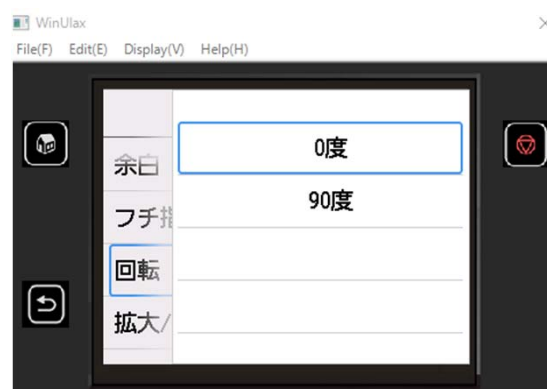 WinUlax
File(F) Edit(E) Display(V) Help(H)
0度
余白
90度
フチ
回転
拡大/